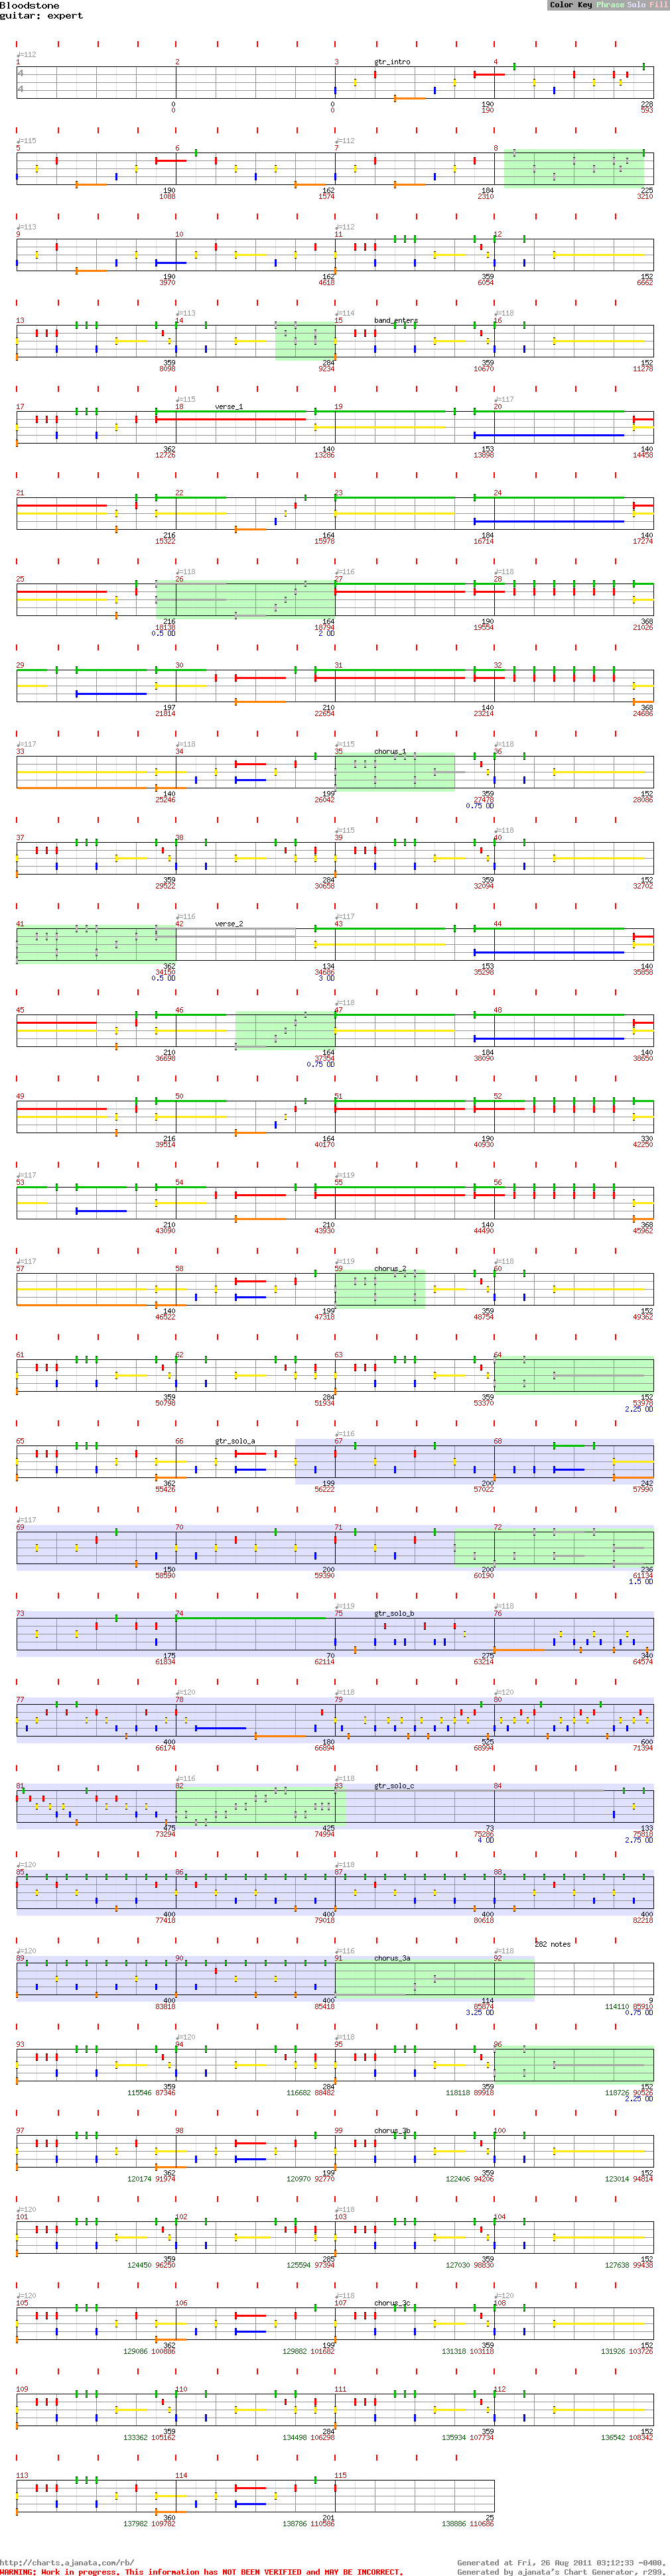 Bloodstone
guitar: expert
Color Key Phrase Solo Fill
♩=112
1 2 3 gtr_intro 4
4
4
0 0 190 228
0 0 190 593
♩=115 ♩=112
5 6 7 8
190 162 184 225
1088 1574 2310 3210
♩=113 ♩=112
9 10 11 12
190 162 359 152
3970 4618 6054 6662
♩=113 ♩=114 ♩=118
13 14 15 band_enters 16
359 284 359 152
8098 9234 10670 11278
♩=115 ♩=117
17 18 verse_1 19 20
362 140 153 140
12726 13286 13898 14458
21 22 23 24
216 164 184 140
15322 15978 16714 17274
♩=118 ♩=116 ♩=118
25 26 27 28
216 164 190 368
18138 18794 19554 21026
0.5 OD 2 OD
29 30 31 32
197 210 140 368
21814 22654 23214 24686
♩=117 ♩=118 ♩=115
33 34 35 chorus_1 36
140 199 359 152
25246 26042 27478 28086
0.75 OD
♩=115 ♩=118
37 38 39 40
359 284 359 152
29522 30658 32094 32702
♩=116 ♩=117
41 42 verse_2 43 44
362 134 153 140
34150 34686 35298 35858
0.5 OD 3 OD
♩=118
45 46 47 48
210 164 184 140
36698 37354 38090 38650
0.75 OD
49 50 51 52
216 164 190 330
39514 40170 40930 42250
♩=117 ♩=119
53 54 55 56
210 210 140 368
43090 43930 44490 45962
♩=117 ♩=119 ♩=118
57 58 59 chorus_2 60
140 199 359 152
46522 47318 48754 49362
61 62 63 64
359 284 359 152
50798 51934 53370 53978
2.25 OD
♩=116
65 66 gtr_solo_a 67 68
362 199 200 242
55426 56222 57022 57990
♩=117
69 70 71 72
150 200 200 236
58590 59390 60190 61134
1.5 OD
♩=119 ♩=118
73 74 75 gtr_solo_b 76
175 70 275 340
61834 62114 63214 64574
♩=120 ♩=118 ♩=120
77 78 79 80
400 180 525 600
66174 66894 68994 71394
♩=116 ♩=118
81 82 83 gtr_solo_c 84
475 425 73 133
73294 74994 75286 75818
4 OD 2.75 OD
♩=120 ♩=118
85 86 87 88
400 400 400 400
77418 79018 80618 82218
♩=120 ♩=116 ♩=118
282 notes
89 90 91 chorus_3a 92
400 400 114 9
83818 85418 85874 114110 85910
3.25 OD 0.75 OD
♩=120 ♩=118
93 94 95 96
359 284 359 152
115546 87346 116682 88482 118118 89918 118726 90526
2.25 OD
97 98 99 chorus_3b 100
362 199 359 152
120174 91974 120970 92770 122406 94206 123014 94814
♩=120 ♩=118
101 102 103 104
359 285 359 152
124450 96250 125594 97394 127030 98830 127638 99438
♩=120 ♩=118 ♩=120
105 106 107 chorus_3c 108
362 199 359 152
129086 100886 129882 101682 131318 103118 131926 103726
109 110 111 112
359 284 359 152
133362 105162 134498 106298 135934 107734 136542 108342
113 114 115
360 201 25
137982 109782 138786 110586 138886 110686
http://charts.ajanata.com/rb/
Generated at Fri, 26 Aug 2011 03:12:33 -0400.
WARNING: Work in progress. This information has NOT BEEN VERIFIED and MAY BE INCORRECT.
Generated by ajanata's Chart Generator, r299.